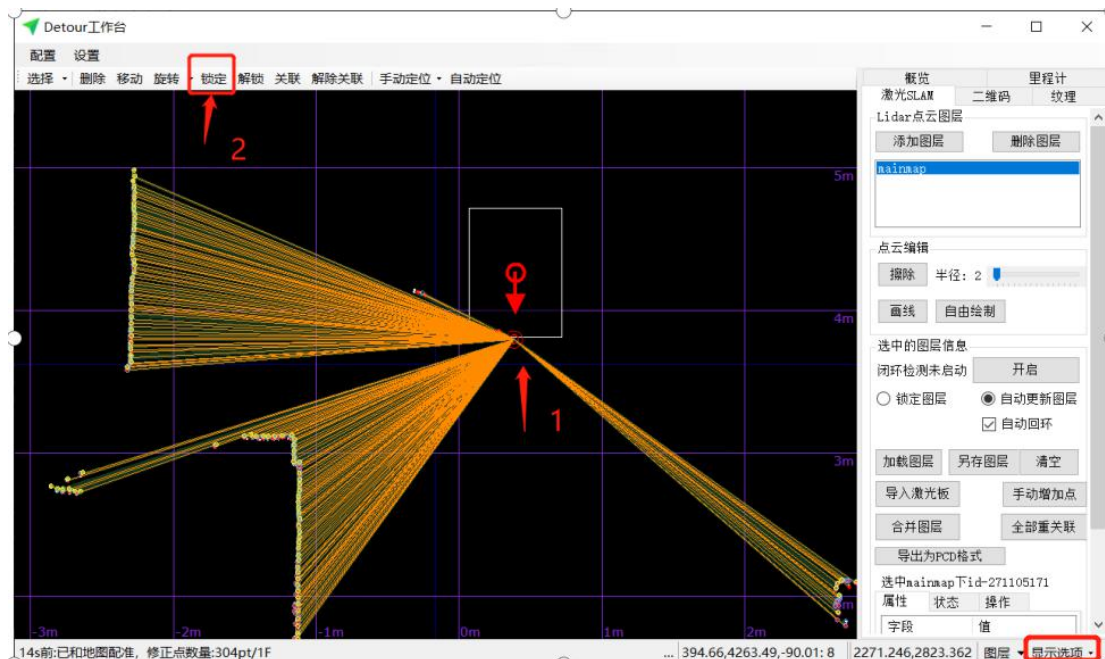 Detour工作台
配置 设置
选择 删除 移动 旋转 锁定 解锁 关联 解除关联 手动定位 自动定位
2
1
5m
4m
3m
-3m
-2m
-1m
0m
1m
2m
概览 里程计
激光SLAM 二维码 纹理
Lidar点云图层
添加图层 删除图层
mainmap
点云编辑
擦除 半径: 2
画线 自由绘制
选中的图层信息
闭环检测未启动 开启
锁定图层 自动更新图层
自动回环
加载图层 另存图层 清空
导入激光板 手动增加点
合并图层 全部重关联
导出为PCD格式
选中mainmap下id-271105171
属性 状态 操作
字段 值
14s前:已和地图配准, 修正点数量:304pt/1F ... 394.66,4263.49,-90.01: 8 2271.246,2823.362 图层 显示选项